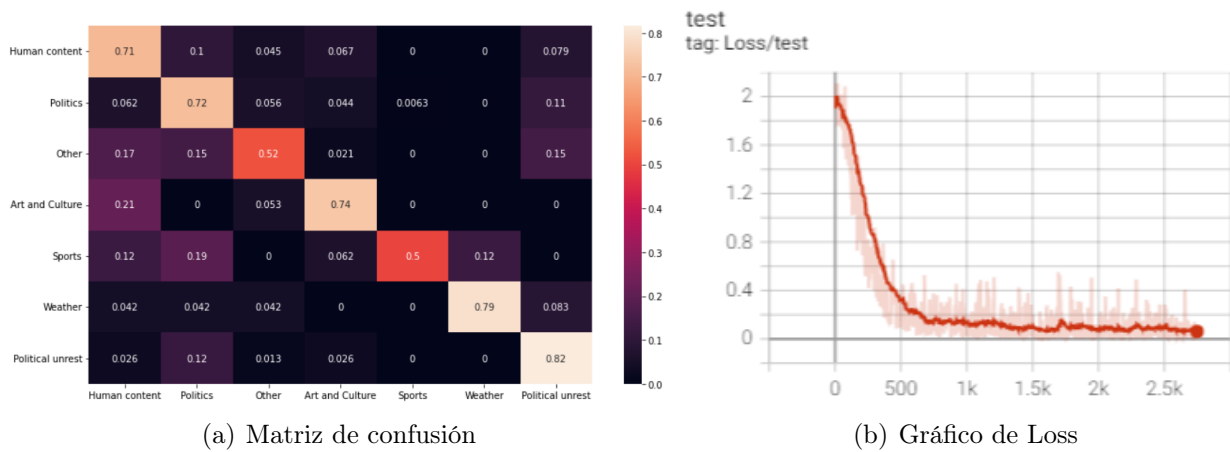 Human content 0.71 0.1 0.045 0.067 0 0 0.079
Politics 0.062 0.72 0.056 0.044 0.0063 0 0.11
Other 0.17 0.15 0.52 0.021 0 0 0.15
Art and Culture 0.21 0 0.053 0.74 0 0 0
Sports 0.12 0.19 0 0.062 0.5 0.12 0
Weather 0.042 0.042 0.042 0 0 0.79 0.083
Political unrest 0.026 0.12 0.013 0.026 0 0 0.82
Human content Politics Other Art and Culture Sports Weather Political unrest
0.8
0.7
0.6
0.5
0.4
0.3
0.2
0.1
0.0
(a) Matriz de confusión
test
tag: Loss/test
2
1.6
1.2
0.8
0.4
0
0 500 1k 1.5k 2k 2.5k
(b) Gráfico de Loss